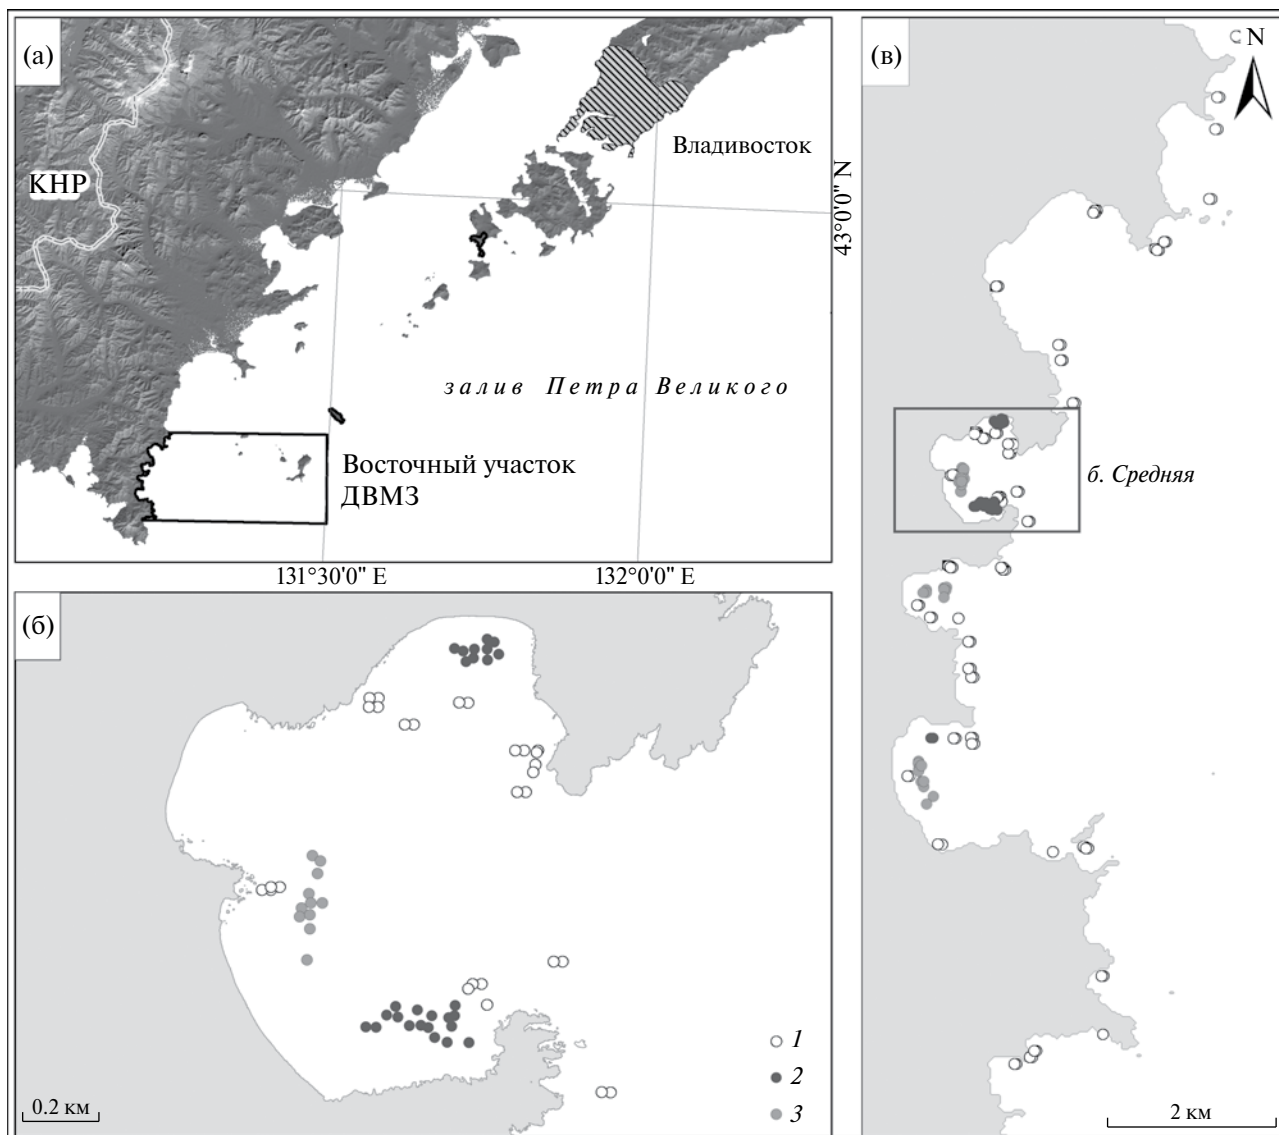 (а)
КНР
Владивосток
43°0'0" N
залив Петра Великого
Восточный участок
ДВМЗ
131°30'0" E
132°0'0" E
(б)
1
2
3
0.2 км
(в)
N
б. Средняя
2 км